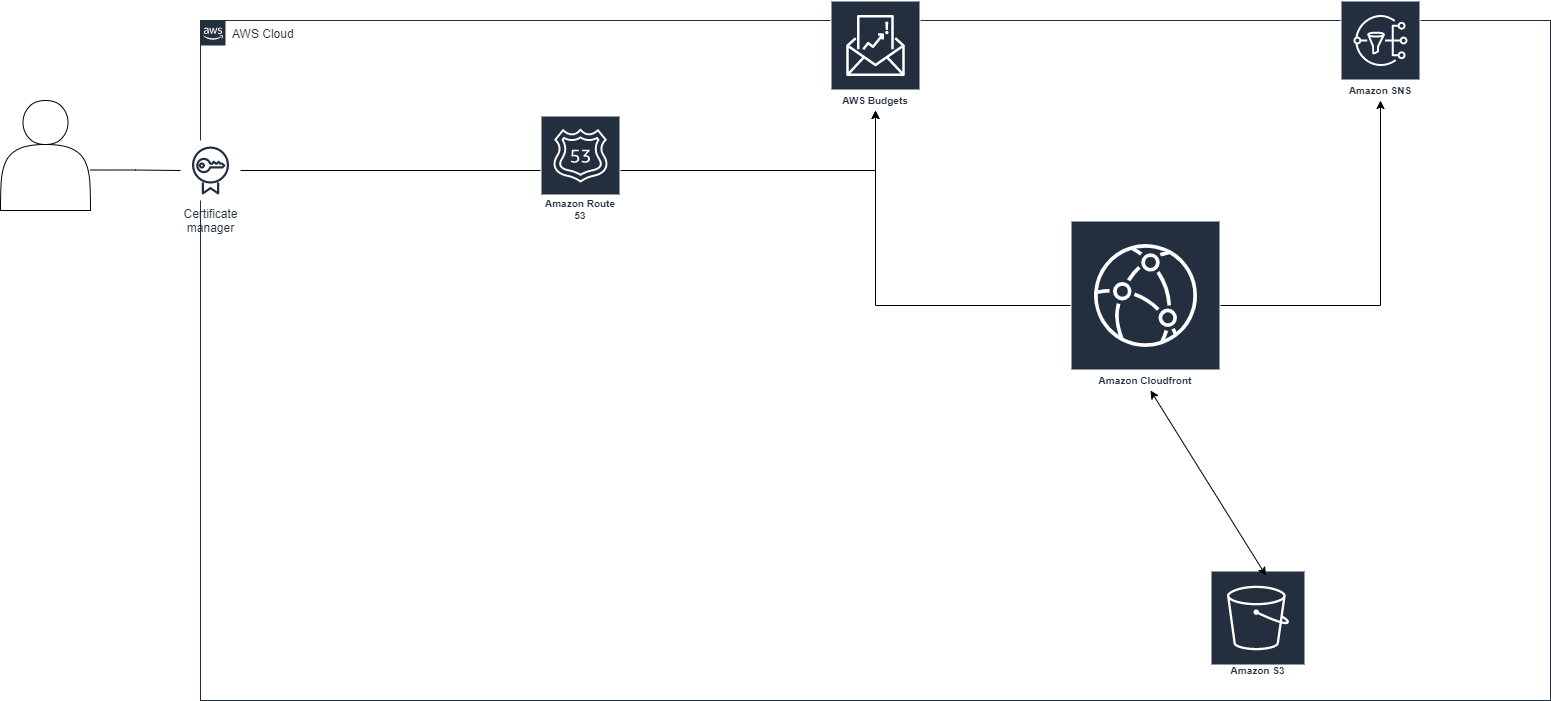 aws
AWS Cloud
!
AWS Budgets
Amazon SNS
53
Amazon Route
53
Certificate
manager
Amazon Cloudfront
Amazon S3